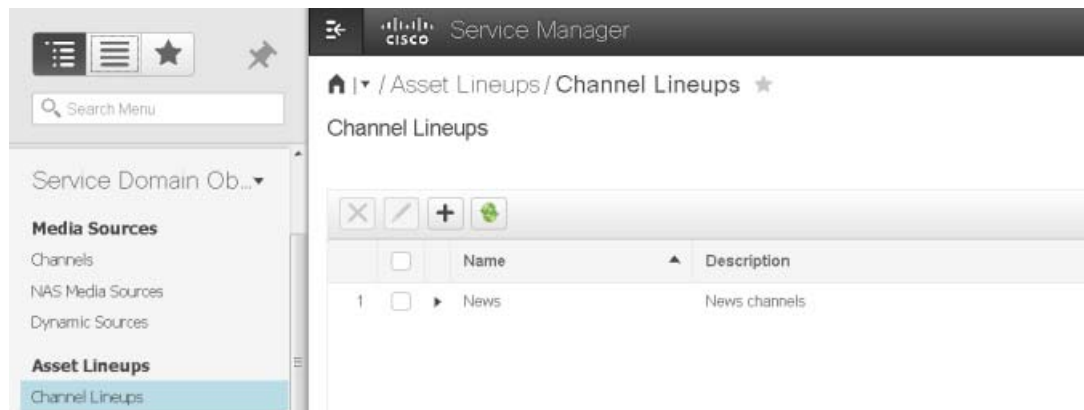 CISCO Service Manager
Search Menu
Service Domain Ob...
Media Sources
Channels
NAS Media Sources
Dynamic Sources
Asset Lineups
Channel Lineups
/ Asset Lineups / Channel Lineups
Channel Lineups
Name Description
1 News News channels